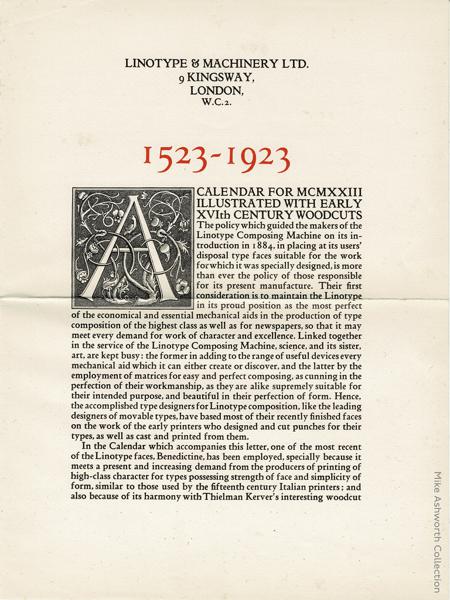 LINOTYPE & MACHINERY LTD.
9 KINGSWAY,
LONDON,
W.C.2.
1523-1923
A CALENDAR FOR MCMXXIII
ILLUSTRATED WITH EARLY
XVIth CENTURY WOODCUTS
The policy which guided the makers of the
Linotype Composing Machine on its in-
troduction in 1884, in placing at its users'
disposal type faces suitable for the work
for which it was specially designed, is more
than ever the policy of those responsible
for its present manufacture. Their first
consideration is to maintain the Linotype
in its proud position as the most perfect
of the economical and essential mechanical aids in the production of type
composition of the highest class as well as for newspapers, so that it may
meet every demand for work of character and excellence. Linked together
in the service of the Linotype Composing Machine, science, and its sister,
art, are kept busy: the former in adding to the range of useful devices every
mechanical aid which it can either create or discover, and the latter by the
employment of matrices for easy and perfect composing, as cunning in the
perfection of their workmanship, as they are alike supremely suitable for
their intended purpose, and beautiful in their perfection of form. Hence,
the accomplished type designers for Linotype composition, like the leading
designers of movable types, have based most of their recently finished faces
on the work of the early printers who designed and cut punches for their
types, as well as cast and printed from them.
In the Calendar which accompanies this letter, one of the most recent
of the Linotype faces, Benedictine, has been employed, specially because it
meets a present and increasing demand from the producers of printing of
high-class character for types possessing strength of face and simplicity of
form, similar to those used by the fifteenth century Italian printers; and
also because of its harmony with Thielman Kerver's interesting woodcut
Mike Ashworth Collection